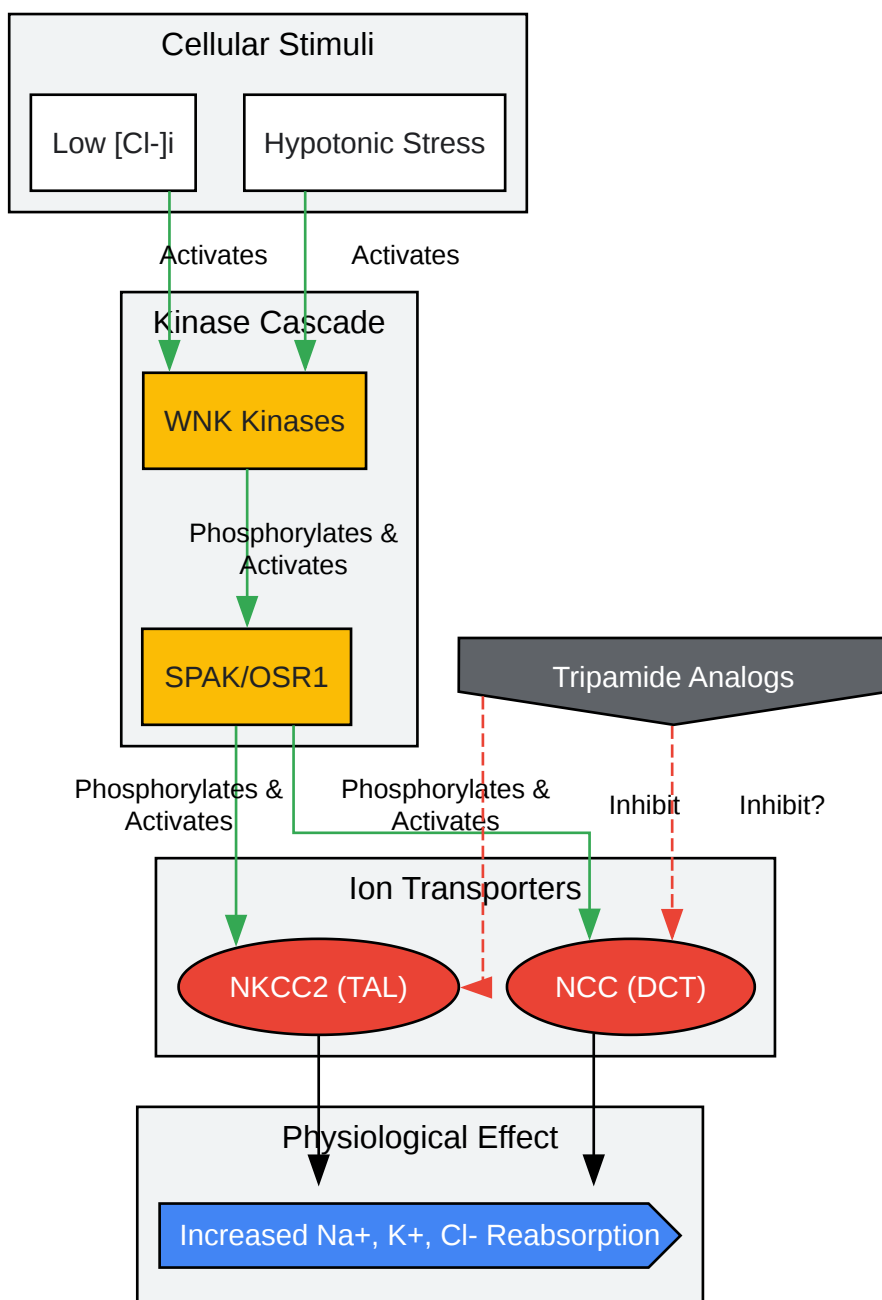 Cellular Stimuli
Low [Cl-]i
Hypotonic Stress
Activates
Activates
Kinase Cascade
WNK Kinases
Phosphorylates &
Activates
SPAK/OSR1
Tripamide Analogs
Phosphorylates &
Activates
Phosphorylates &
Activates
Inhibit
Inhibit?
Ion Transporters
NKCC2 (TAL)
NCC (DCT)
Physiological Effect
Increased Na+, K+, Cl- Reabsorption